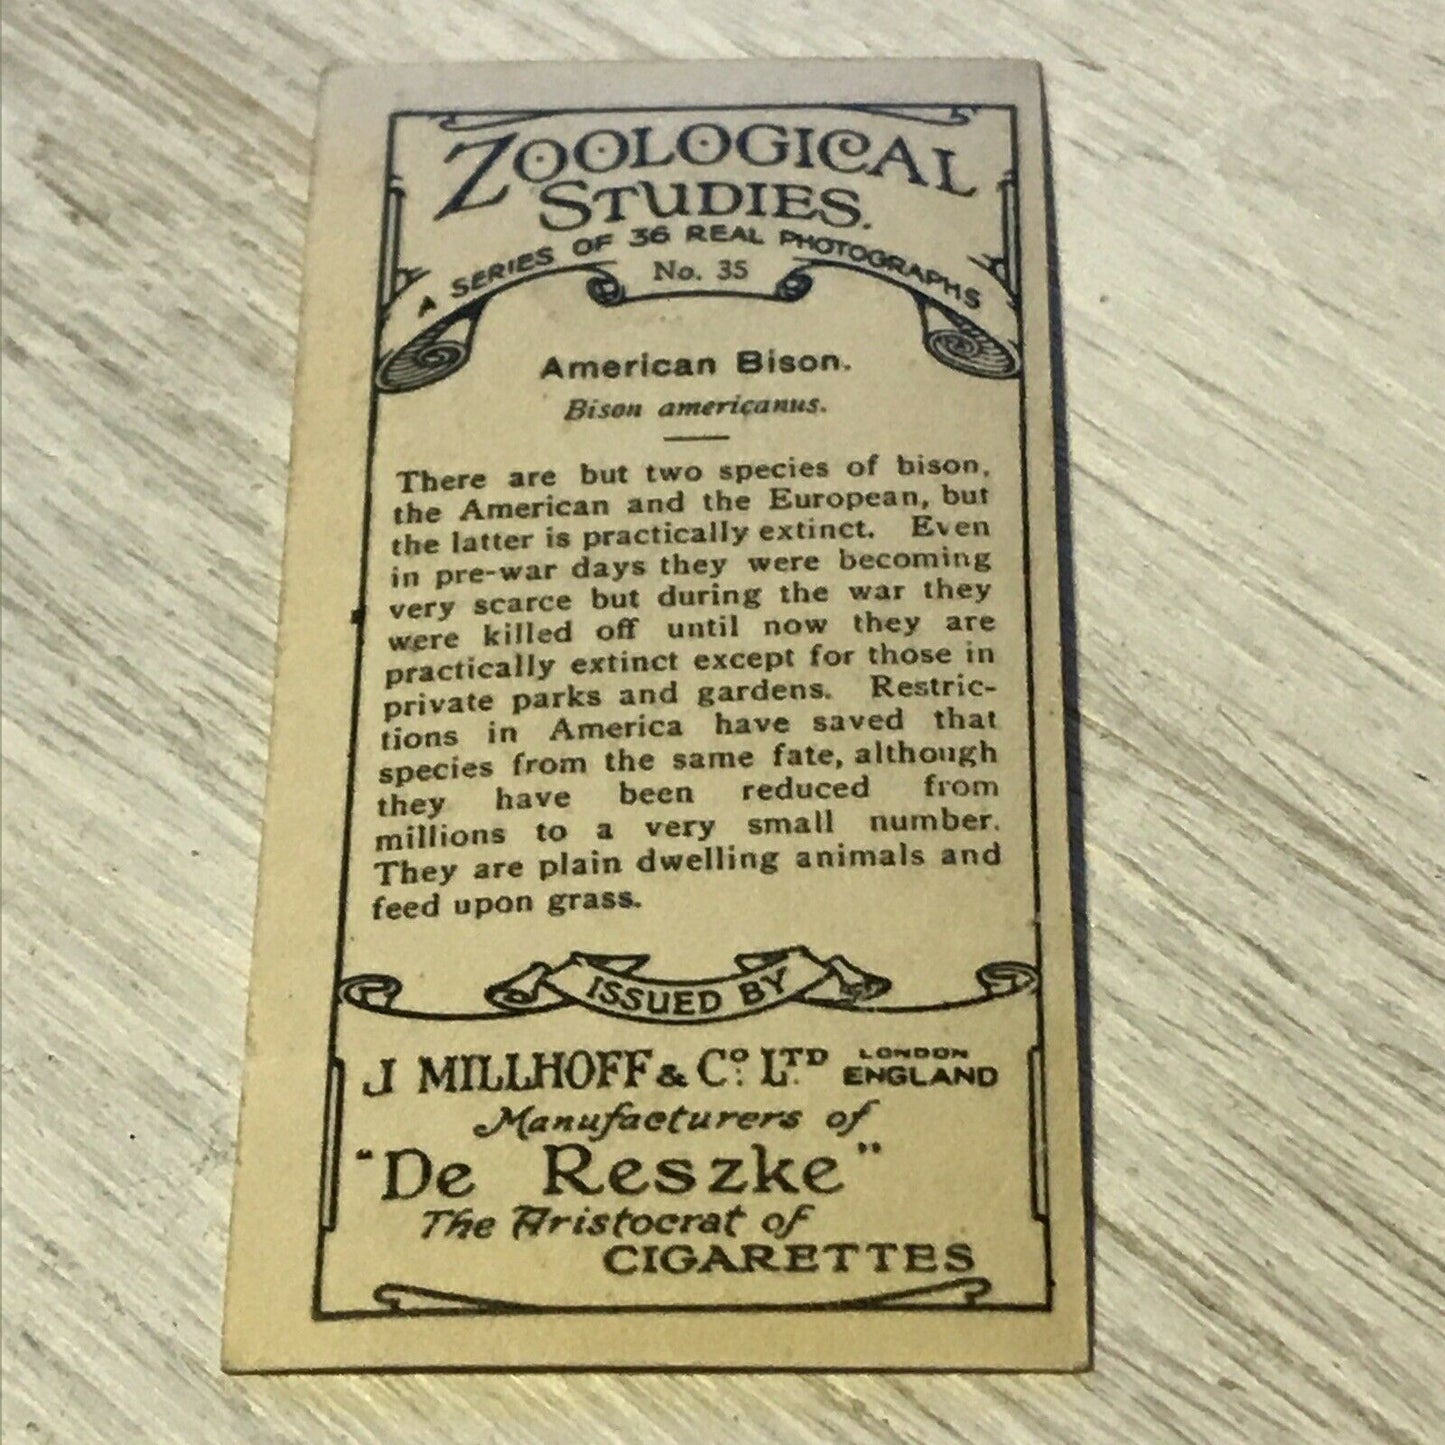 ZOOLOGICAL
STUDIES.
A SERIES OF 36 REAL PHOTOGRAPHS
No. 35
American Bison.
Bison americanus.
There are but two species of bison,
the American and the European, but
the latter is practically extinct. Even
in pre-war days they were becoming
very scarce but during the war they
were killed off until now they are
practically extinct except for those in
private parks and gardens. Restric-
tions in America have saved that
species from the same fate, although
they have been reduced from
millions to a very small number.
They are plain dwelling animals and
feed upon grass.
ISSUED BY
J MILLHOFF & Co. LTD. LONDON ENGLAND
Manufacturers of
"De Reszke"
The Aristocrat of
CIGARETTES